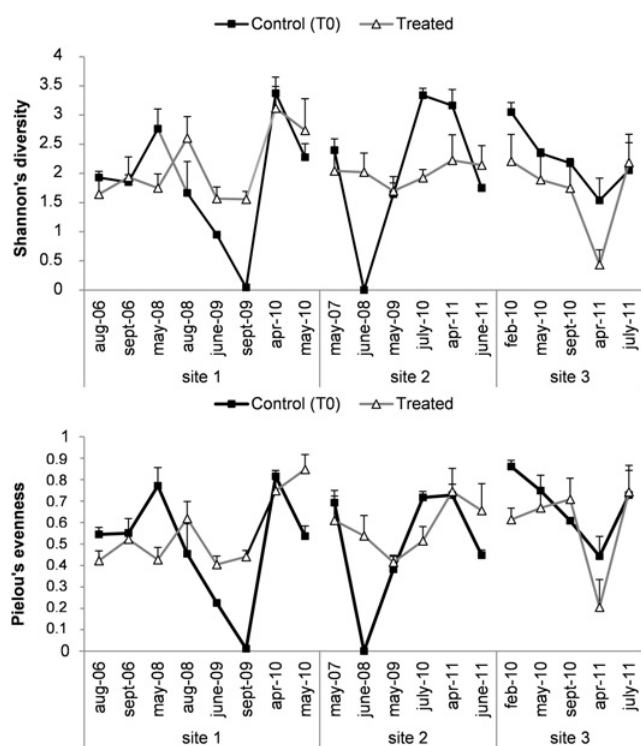 Control (T0) Treated
Shannon's diversity
4
3.5
3
2.5
2
1.5
1
0.5
0
aug-06 sept-06 may-08 aug-08 june-09 sept-09 apr-10 may-10 may-07 june-08 may-09 july-10 apr-11 june-11 feb-10 may-10 sept-10 apr-11 july-11
site 1 site 2 site 3
Control (T0) Treated
Pielou's evenness
1
0.9
0.8
0.7
0.6
0.5
0.4
0.3
0.2
0.1
0
aug-06 sept-06 may-08 aug-08 june-09 sept-09 apr-10 may-10 may-07 june-08 may-09 july-10 apr-11 june-11 feb-10 may-10 sept-10 apr-11 july-11
site 1 site 2 site 3